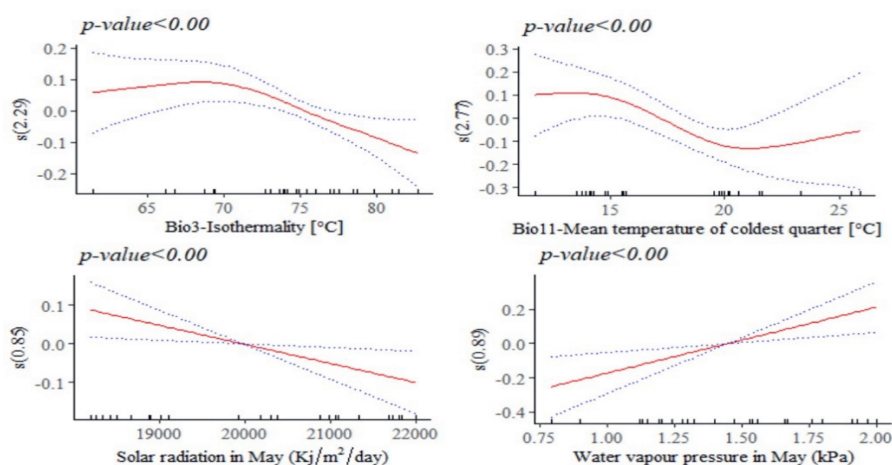 p-value<0.00
0.2
0.1
0.0
-0.1
-0.2
s(2.29)
65 70 75 80
Bio3-Isothermality [°C]
p-value<0.00
0.3
0.2
0.1
0.0
-0.1
-0.2
-0.3
s(2.77)
15 20 25
Bio11-Mean temperature of coldest quarter [°C]
p-value<0.00
0.1
0.0
-0.1
s(0.85)
19000 20000 21000 22000
Solar radiation in May (Kj/m²/day)
p-value<0.00
0.2
0.0
-0.2
-0.4
s(0.89)
0.75 1.00 1.25 1.50 1.75 2.00
Water vapour pressure in May (kPa)